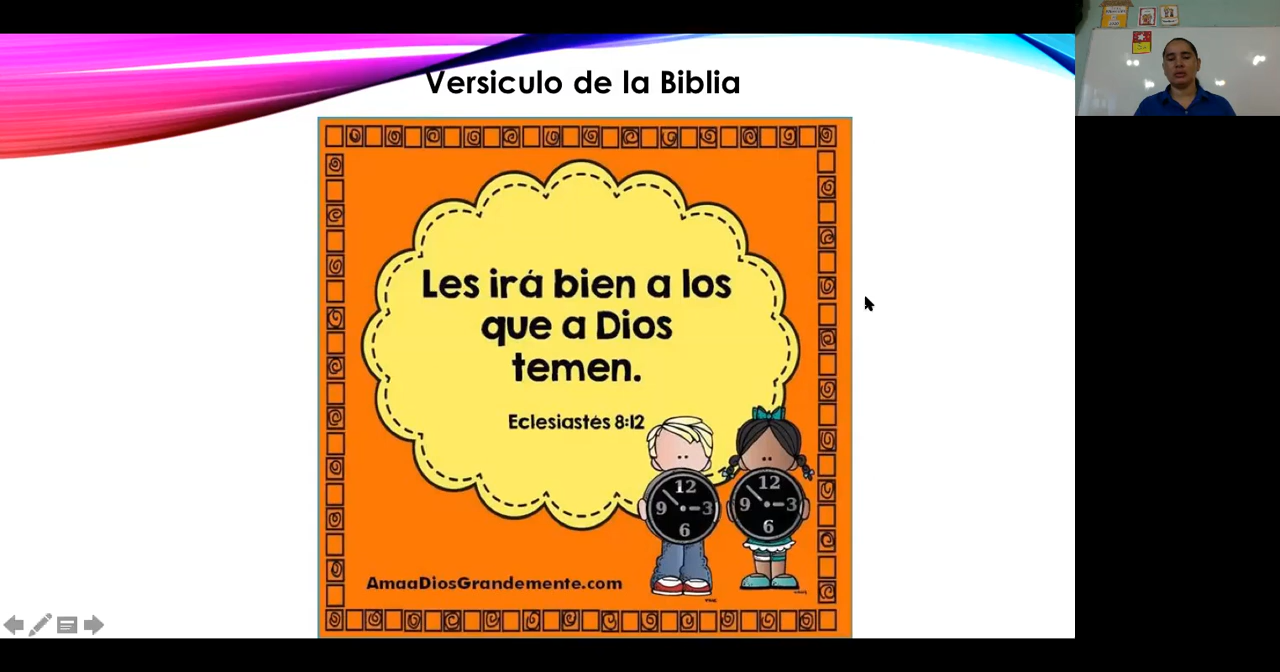 Versiculo de la Biblia
Les irá bien a los
que a Dios
temen.
Eclesiastés 8:12
12
9 3
6
12
9 3
6
AmaaDiosGrandemente.com